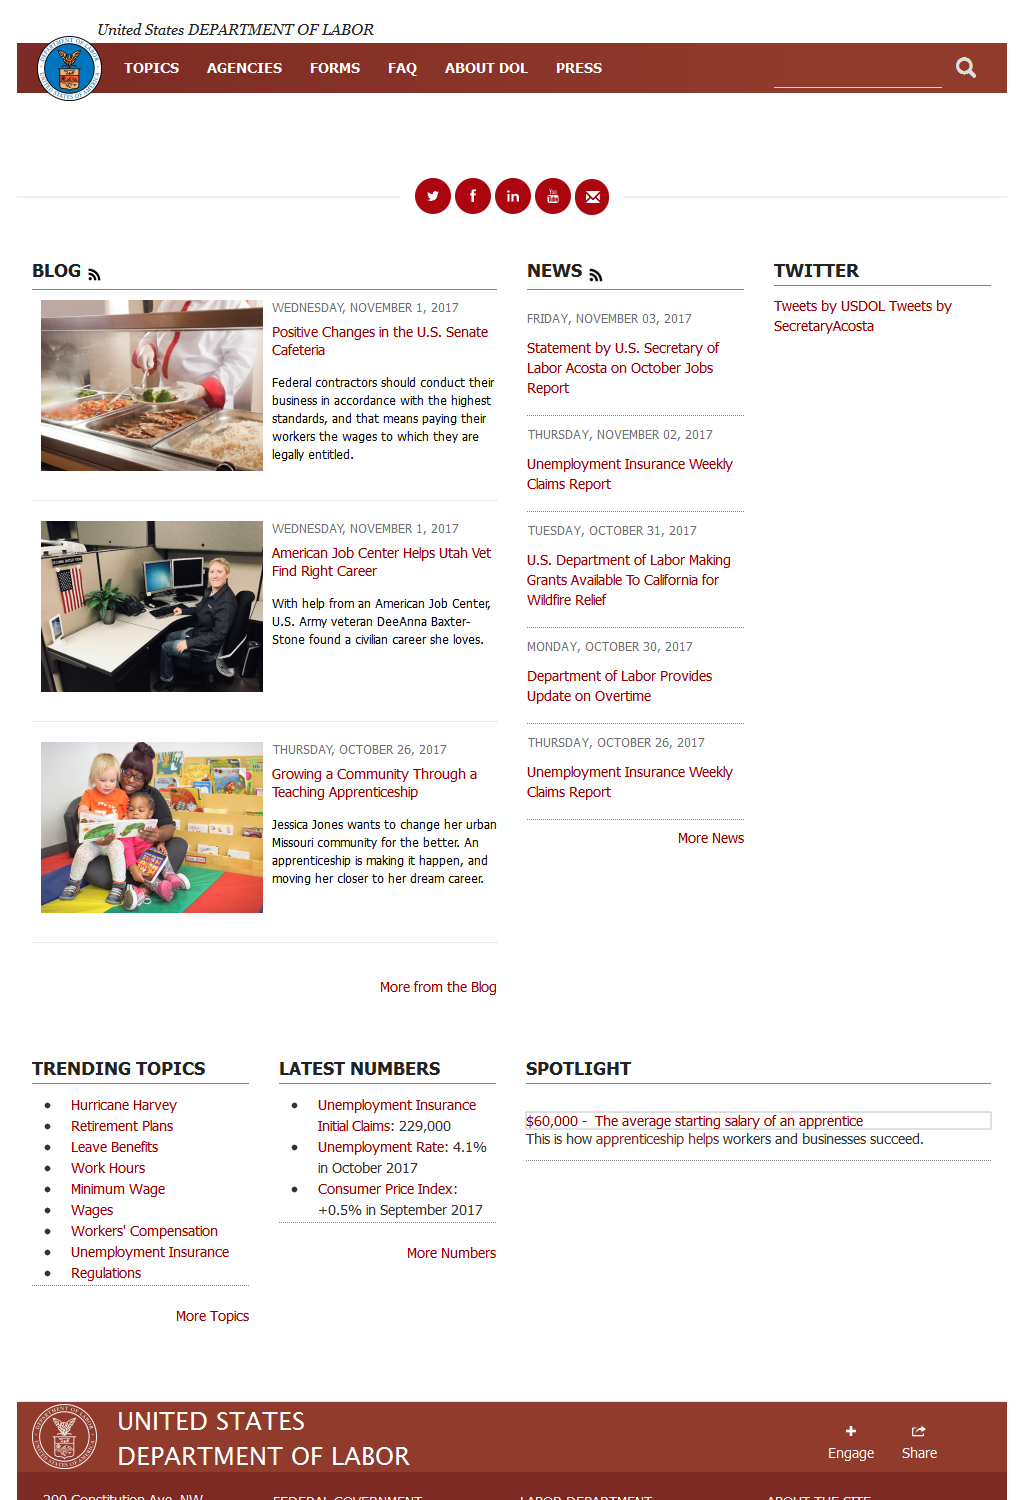 United States DEPARTMENT OF LABOR
TOPICS AGENCIES FORMS FAQ ABOUT DOL PRESS
BLOG
WEDNESDAY, NOVEMBER 1, 2017
Positive Changes in the U.S. Senate
Cafeteria
Federal contractors should conduct their
business in accordance with the highest
standards, and that means paying their
workers the wages to which they are
legally entitled.
WEDNESDAY, NOVEMBER 1, 2017
American Job Center Helps Utah Vet
Find Right Career
With help from an American Job Center,
U.S. Army veteran DeeAnna Baxter-
Stone found a civilian career she loves.
THURSDAY, OCTOBER 26, 2017
Growing a Community Through a
Teaching Apprenticeship
Jessica Jones wants to change her urban
Missouri community for the better. An
apprenticeship is making it happen, and
moving her closer to her dream career.
More from the Blog
NEWS
FRIDAY, NOVEMBER 03, 2017
Statement by U.S. Secretary of
Labor Acosta on October Jobs
Report
THURSDAY, NOVEMBER 02, 2017
Unemployment Insurance Weekly
Claims Report
TUESDAY, OCTOBER 31, 2017
U.S. Department of Labor Making
Grants Available To California for
Wildfire Relief
MONDAY, OCTOBER 30, 2017
Department of Labor Provides
Update on Overtime
THURSDAY, OCTOBER 26, 2017
Unemployment Insurance Weekly
Claims Report
More News
TWITTER
Tweets by USDOL Tweets by
SecretaryAcosta
TRENDING TOPICS
Hurricane Harvey
Retirement Plans
Leave Benefits
Work Hours
Minimum Wage
Wages
Workers' Compensation
Unemployment Insurance
Regulations
More Topics
LATEST NUMBERS
Unemployment Insurance
Initial Claims: 229,000
Unemployment Rate: 4.1%
in October 2017
Consumer Price Index:
+0.5% in September 2017
More Numbers
SPOTLIGHT
$60,000 - The average starting salary of an apprentice
This is how apprenticeship helps workers and businesses succeed.
UNITED STATES
DEPARTMENT OF LABOR
Engage Share
200 Constitution Ave. NW FEDERAL GOVERNMENT LABOR DEPARTMENT ABOUT THE SITE